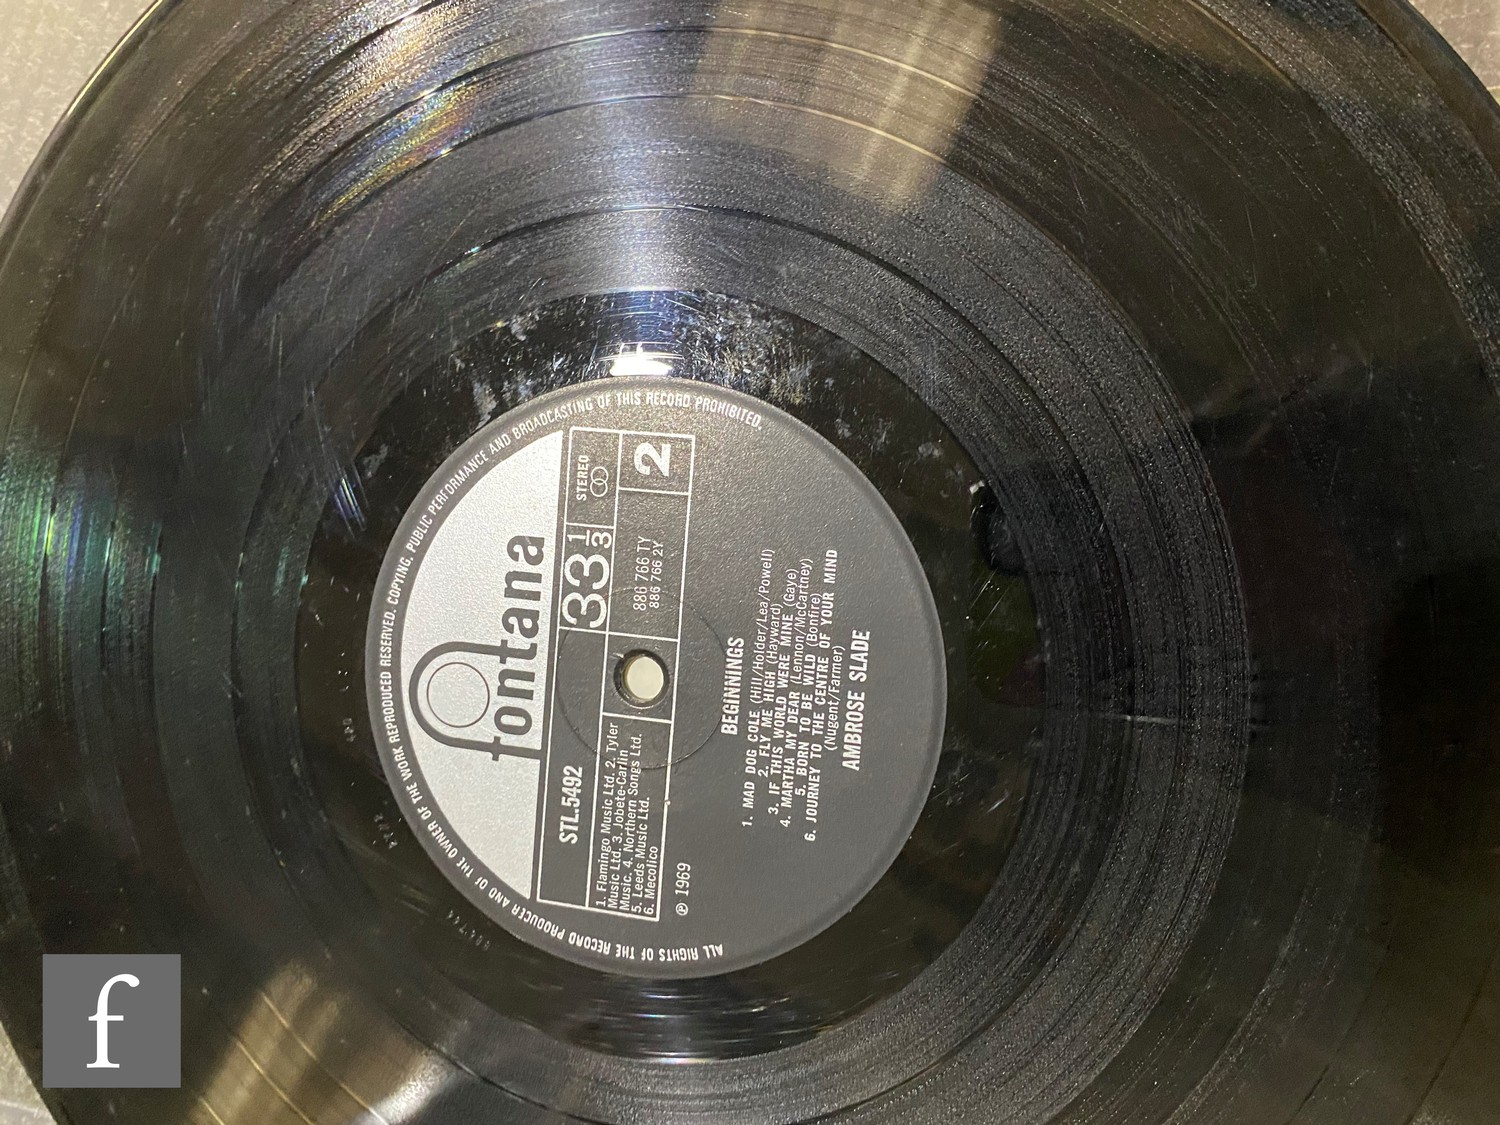 ALL RIGHTS OF THE RECORD PRODUCER AND OF THE OWNER OF THE WORK REPRODUCED RESERVED. COPYING, PUBLIC PERFORMANCE AND BROADCASTING OF THIS RECORD PROHIBITED.
fontana
STL.5492
33 1/3
STEREO
1. Flamingo Music Ltd. 2. Tyler
Music Ltd. 3. Jobete-Carlin
Music. 4. Northern Songs Ltd.
5. Leeds Music Ltd.
6. Mecolico
886 766 TY
886 766 2Y
2
℗ 1969
BEGINNINGS
1. MAD DOG COLE (Hill/Holder/Lea/Powell)
2. FLY ME HIGH (Hayward)
3. IF THIS WORLD WERE MINE (Gaye)
4. MARTHA MY DEAR (Lennon/McCartney)
5. BORN TO BE WILD (Bonfire)
6. JOURNEY TO THE CENTRE OF YOUR MIND
(Nugent/Farmer)
AMBROSE SLADE
f